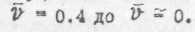 ν̄ = 0.4 до ν̄ ≃ 0.